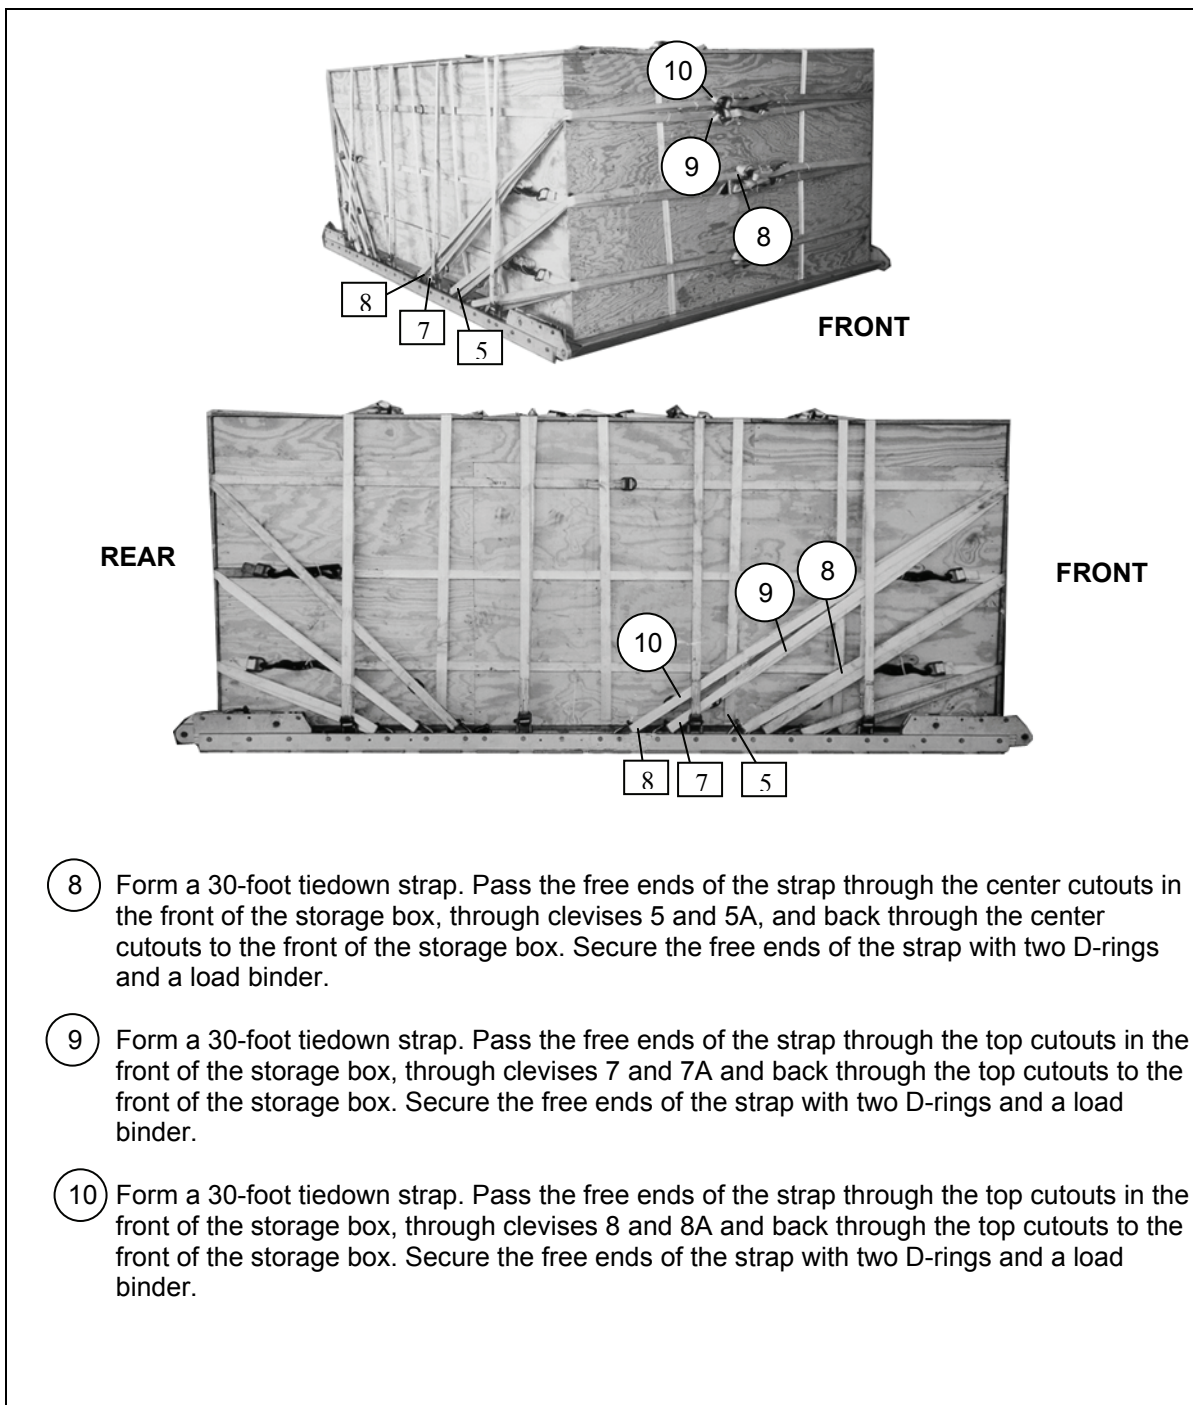 10
9
8
8
7
5
FRONT
REAR
FRONT
8
9
10
8
7
5
8 Form a 30-foot tiedown strap. Pass the free ends of the strap through the center cutouts in
the front of the storage box, through clevises 5 and 5A, and back through the center
cutouts to the front of the storage box. Secure the free ends of the strap with two D-rings
and a load binder.
9 Form a 30-foot tiedown strap. Pass the free ends of the strap through the top cutouts in the
front of the storage box, through clevises 7 and 7A and back through the top cutouts to the
front of the storage box. Secure the free ends of the strap with two D-rings and a load
binder.
10 Form a 30-foot tiedown strap. Pass the free ends of the strap through the top cutouts in the
front of the storage box, through clevises 8 and 8A and back through the top cutouts to the
front of the storage box. Secure the free ends of the strap with two D-rings and a load
binder.